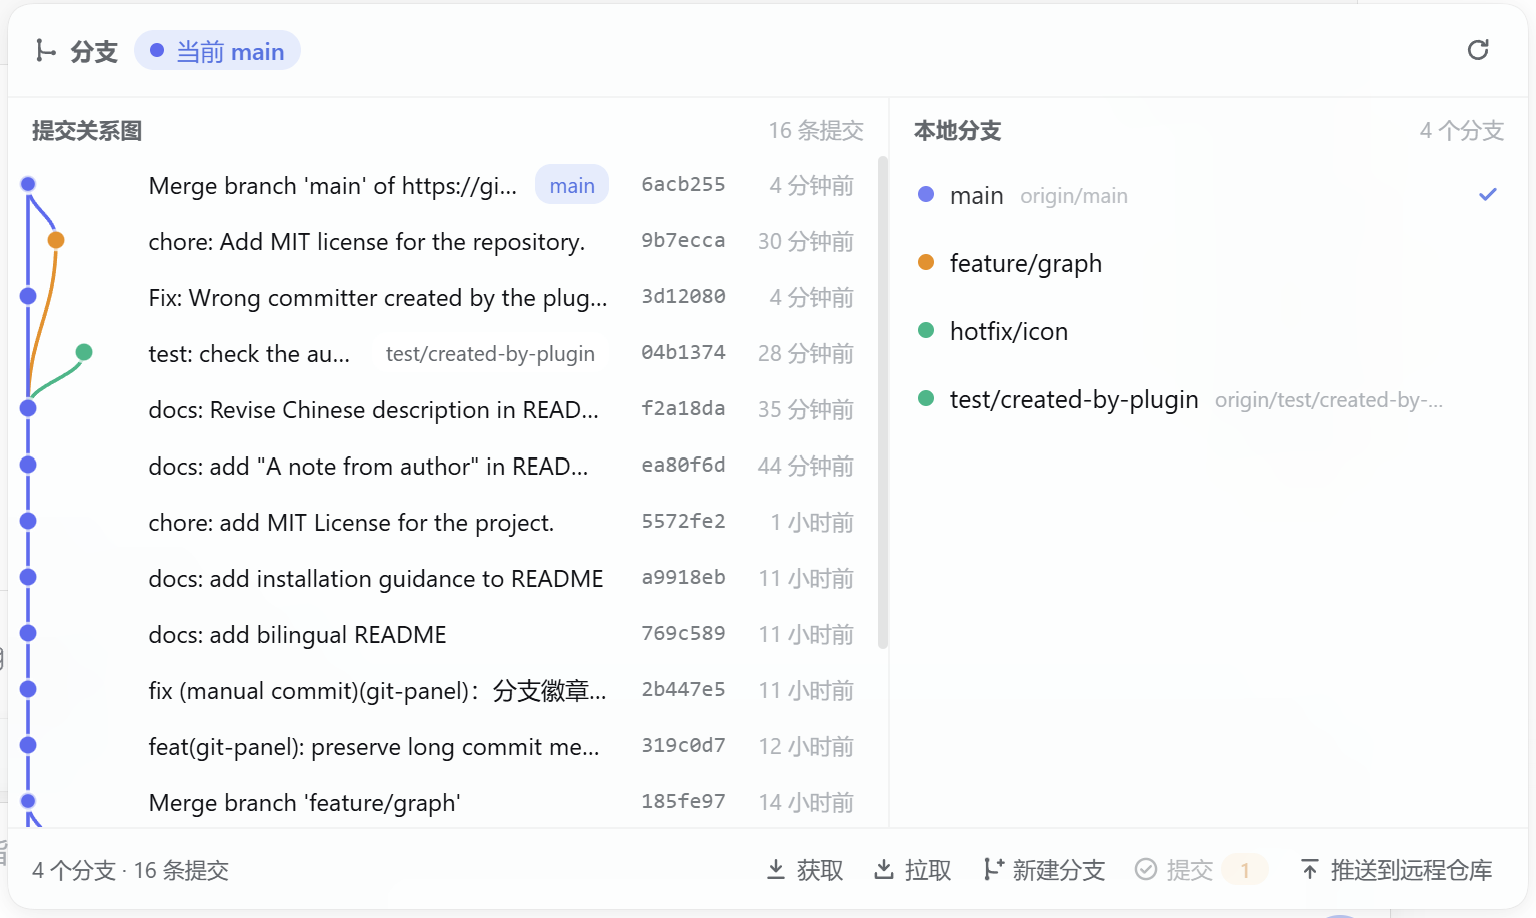 分支 当前 main
提交关系图 16 条提交
Merge branch 'main' of https://gi... main 6acb255 4 分钟前
chore: Add MIT license for the repository. 9b7ecca 30 分钟前
Fix: Wrong committer created by the plug... 3d12080 4 分钟前
test: check the au... test/created-by-plugin 04b1374 28 分钟前
docs: Revise Chinese description in READ... f2a18da 35 分钟前
docs: add "A note from author" in READ... ea80f6d 44 分钟前
chore: add MIT License for the project. 5572fe2 1 小时前
docs: add installation guidance to README a9918eb 11 小时前
docs: add bilingual README 769c589 11 小时前
fix (manual commit)(git-panel)：分支徽章... 2b447e5 11 小时前
feat(git-panel): preserve long commit me... 319c0d7 12 小时前
Merge branch 'feature/graph' 185fe97 14 小时前
本地分支 4 个分支
main origin/main
feature/graph
hotfix/icon
test/created-by-plugin origin/test/created-by-...
4 个分支 · 16 条提交 获取 拉取 新建分支 提交 1 推送到远程仓库